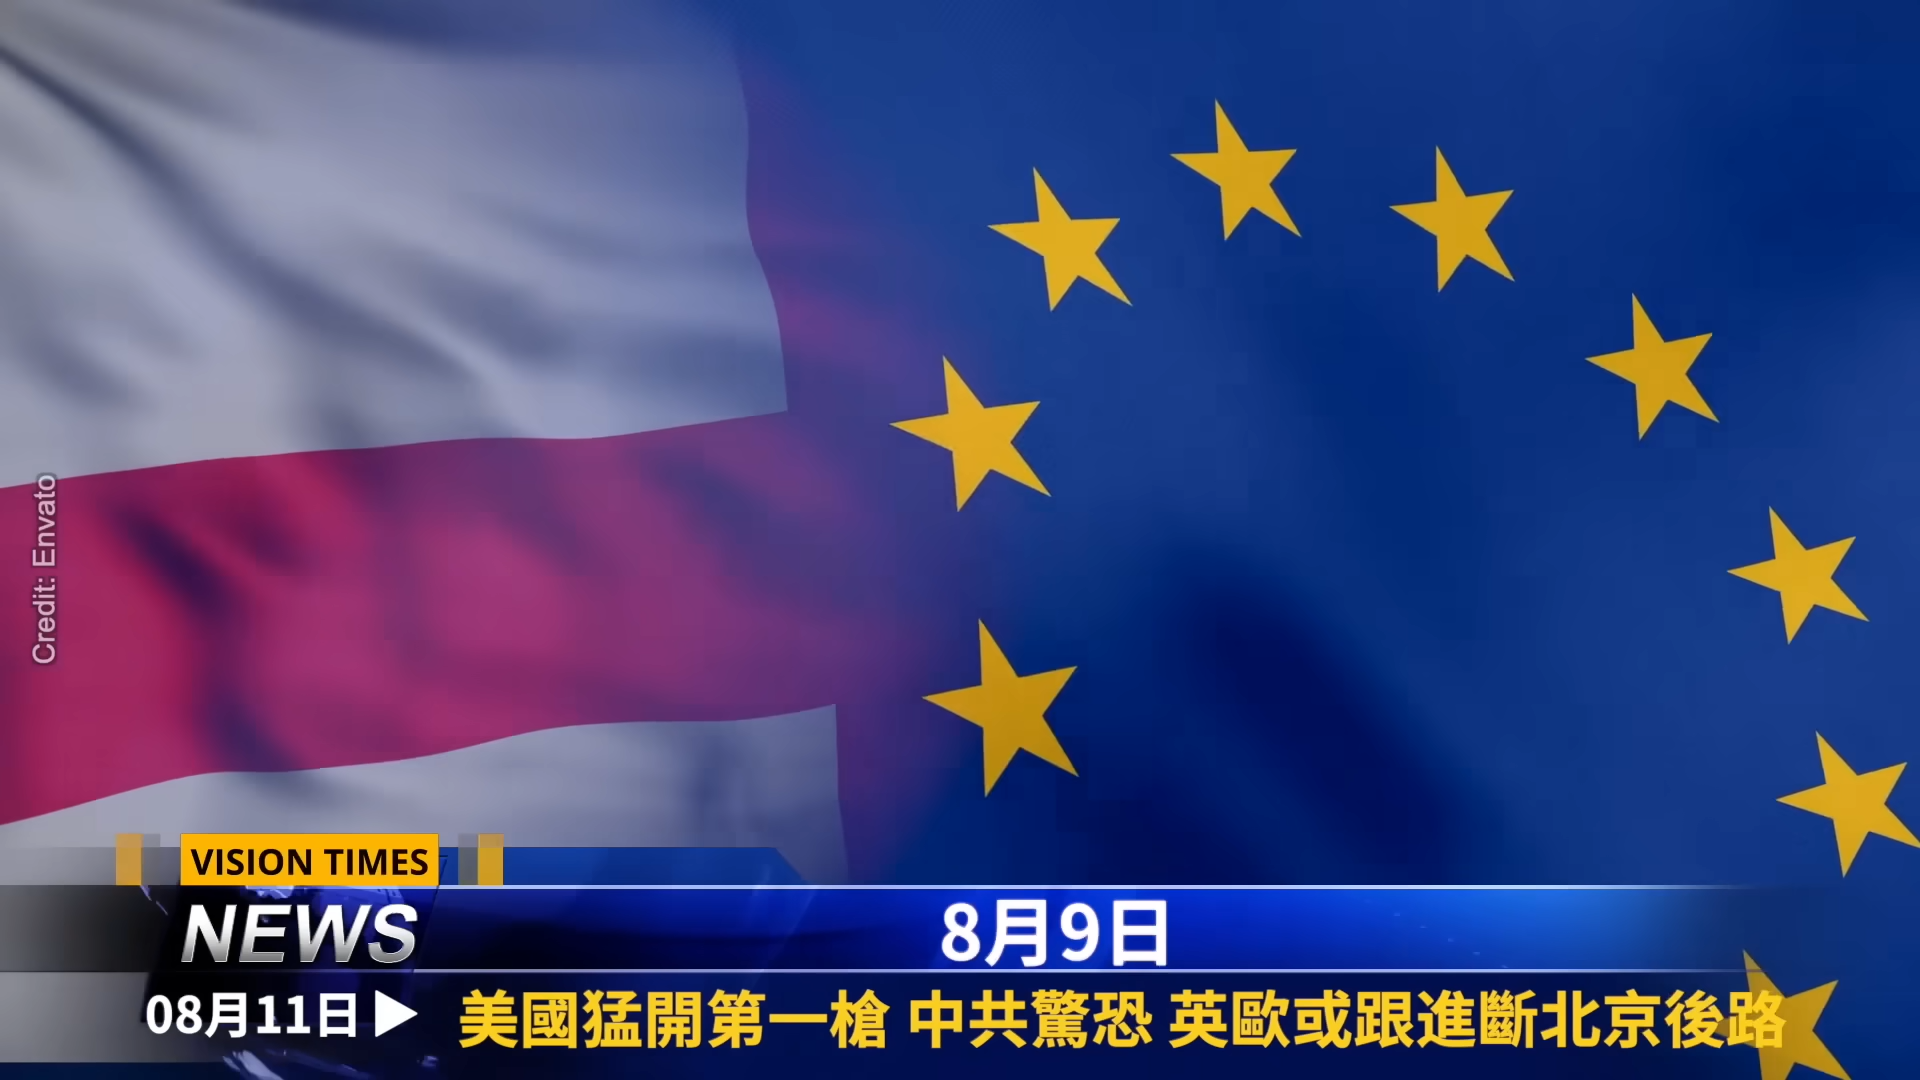 Credit: Envato
VISION TIMES
NEWS
8月9日
08月11日
美國猛開第一槍 中共驚恐 英歐或跟進斷北京後路